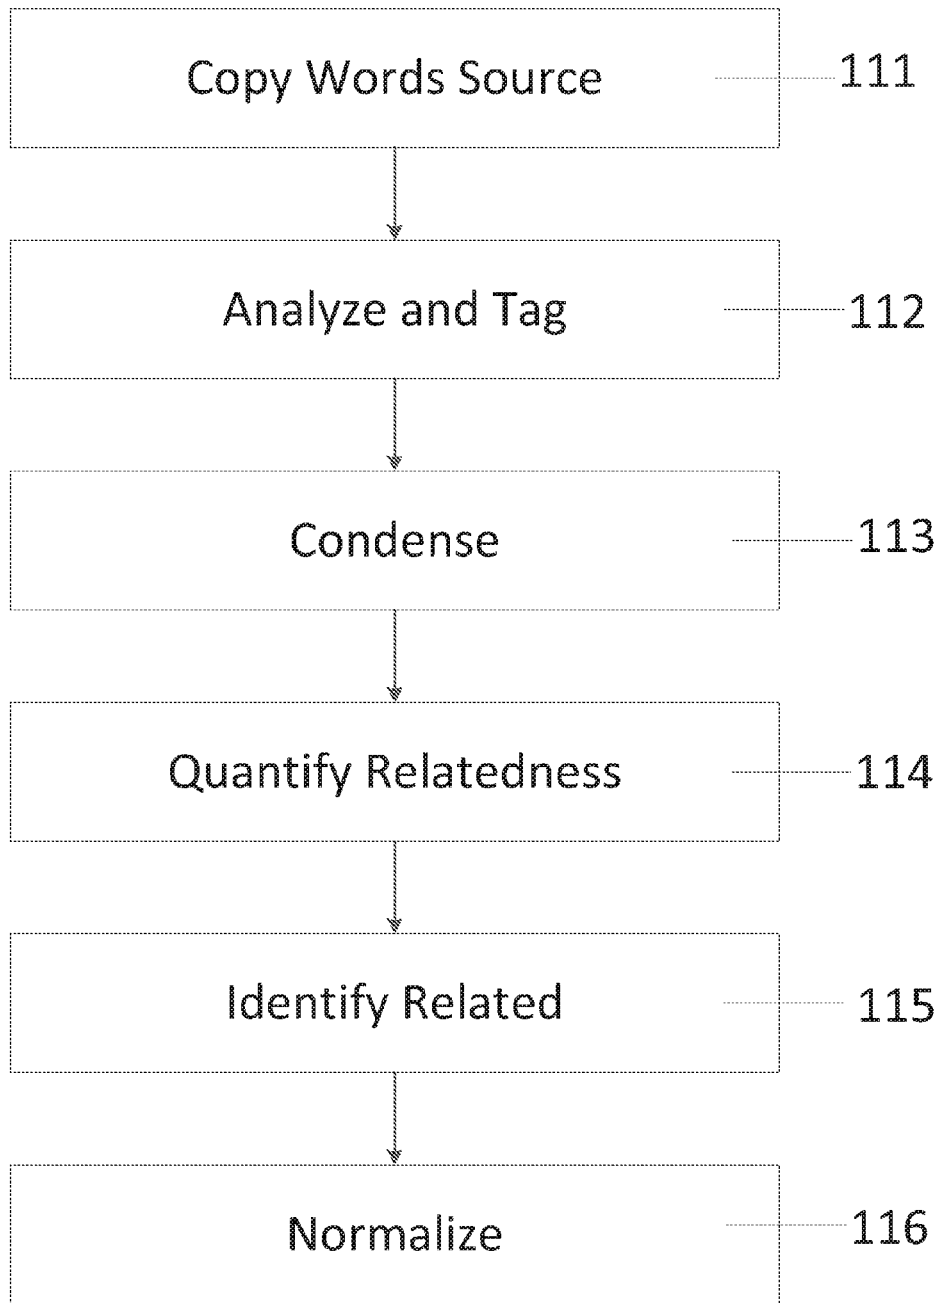 Copy Words Source 111
Analyze and Tag 112
Condense 113
Quantify Relatedness 114
Identify Related 115
Normalize 116